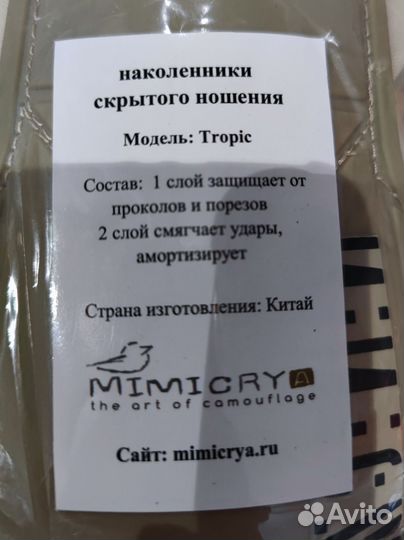 наколенники
скрытого ношения
Модель: Tropic
Состав: 1 слой защищает от
проколов и порезов
2 слой смягчает удары,
амортизирует
Страна изготовления: Китай
MIMICRYA
the art of camouflage
Сайт: mimicrya.ru
Avito